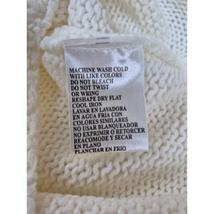 MACHINE WASH COLD
WITH LIKE COLORS
DO NOT BLEACH
DO NOT TWIST
OR WRING
RESHAPE DRY FLAT
COOL IRON
LAVAR EN LAVADORA
EN AGUA FRIA CON
COLORES SIMILARES
NO USAR BLANQUEADOR
NO EXPRIMIR O RETORCER
REACOMODE Y SECAR
EN PLANO
PLANCHAR EN FRIO